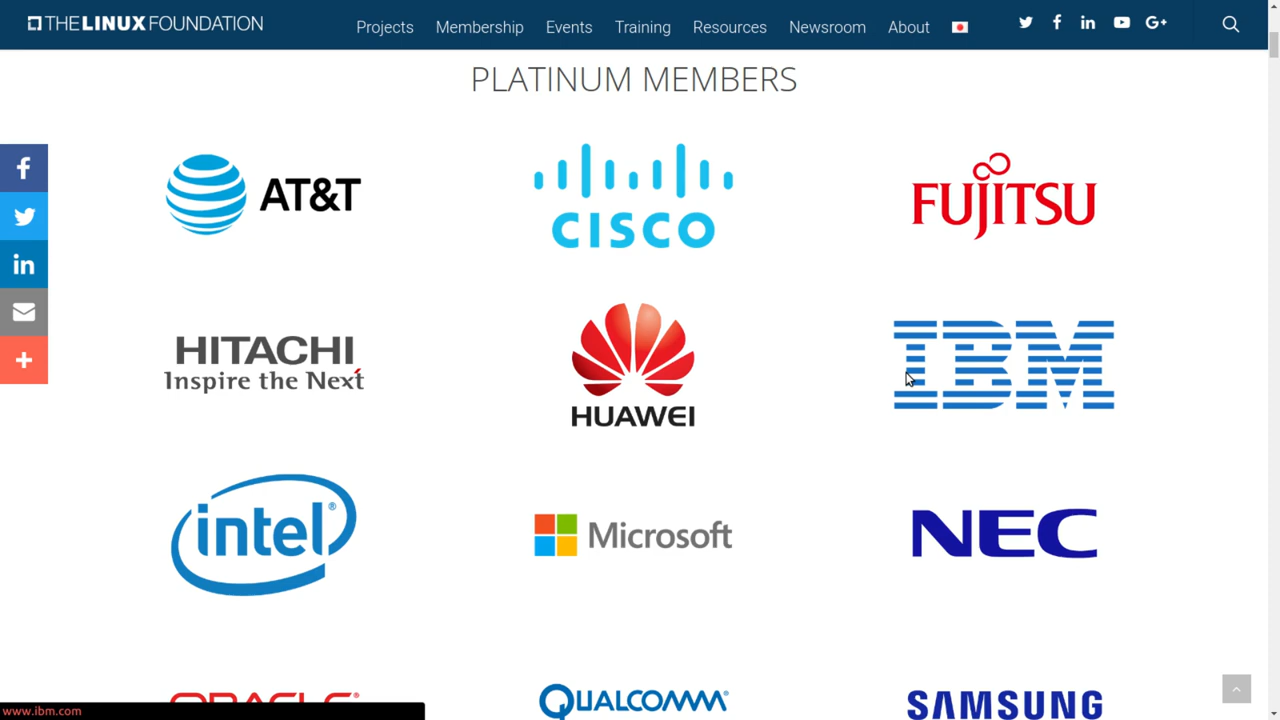 THE LINUX FOUNDATION
Projects Membership Events Training Resources Newsroom About
PLATINUM MEMBERS
AT&T
CISCO
FUJITSU
HITACHI
Inspire the Next
HUAWEI
IBM
intel®
Microsoft
NEC
ORACLE®
QUALCOMM®
SAMSUNG
www.ibm.com